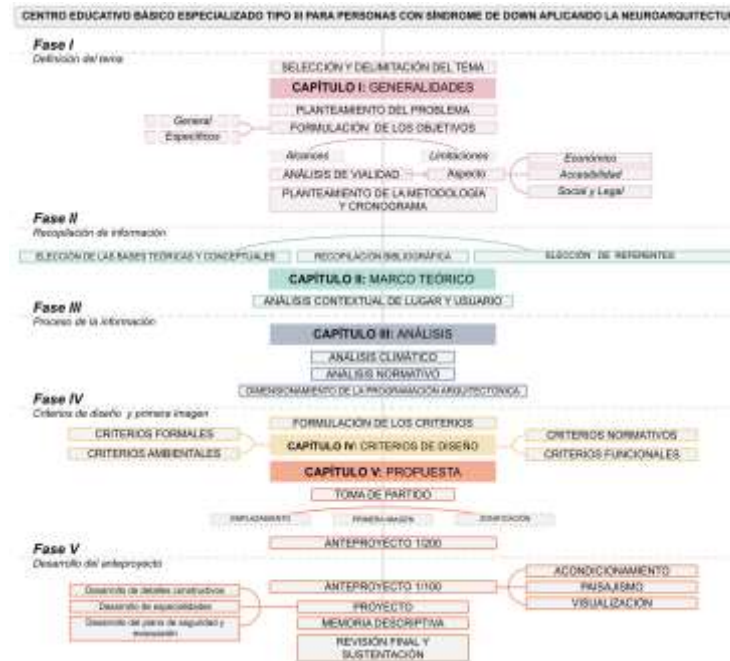 CENTRO EDUCATIVO BÁSICO ESPECIALIZADO TIPO III PARA PERSONAS CON SÍNDROME DE DOWN APLICANDO LA NEUROARQUITECTU
Fase I
Definición del tema
SELECCIÓN Y DELIMITACIÓN DEL TEMA
CAPÍTULO I: GENERALIDADES
PLANTEAMIENTO DEL PROBLEMA
General
FORMULACIÓN DE LOS OBJETIVOS
Específicos
Alcances
Limitaciones
Económico
ANÁLISIS DE VIALIDAD
Aspecto
Accesibilidad
PLANTEAMIENTO DE LA METODOLOGÍA
Y CRONOGRAMA
Social y Legal
Fase II
Recopilación de información
ELECCIÓN DE LAS BASES TEÓRICAS Y CONCEPTUALES
RECOPILACIÓN BIBLIOGRÁFICA
ELECCIÓN DE REFERENTES
CAPÍTULO II: MARCO TEÓRICO
ANÁLISIS CONTEXTUAL DE LUGAR Y USUARIO
Fase III
Proceso de la información
CAPÍTULO III: ANÁLISIS
ANÁLISIS CLIMÁTICO
ANÁLISIS NORMATIVO
DIMENSIONAMIENTO DE LA PROGRAMACIÓN ARQUITECTÓNICA
Fase IV
Criterios de diseño y primera imagen
FORMULACIÓN DE LOS CRITERIOS
CRITERIOS FORMALES
CAPÍTULO IV: CRITERIOS DE DISEÑO
CRITERIOS NORMATIVOS
CRITERIOS AMBIENTALES
CRITERIOS FUNCIONALES
CAPÍTULO V: PROPUESTA
TOMA DE PARTIDO
EMPLAZAMIENTO
PRIMERA IMAGEN
ZONIFICACIÓN
Fase V
Desarrollo del anteproyecto
ANTEPROYECTO 1/200
ACONDICIONAMIENTO
ANTEPROYECTO 1/100
PAISAJISMO
Desarrollo de detalles constructivos
VISUALIZACIÓN
Desarrollo de especialidades
PROYECTO
Desarrollo del plano de seguridad y
evacuación
MEMORIA DESCRIPTIVA
REVISIÓN FINAL Y
SUSTENTACIÓN